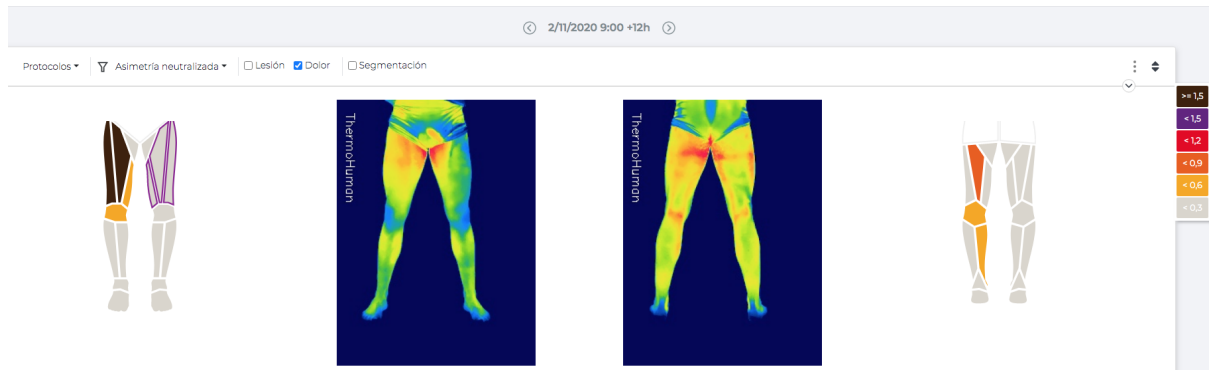 2/11/2020 9:00 +12h
Protocolos Asimetría neutralizada Lesión Dolor Segmentación
ThermoHuman
ThermoHuman
>= 1,5
< 1,5
< 1,2
< 0,9
< 0,6
< 0,3